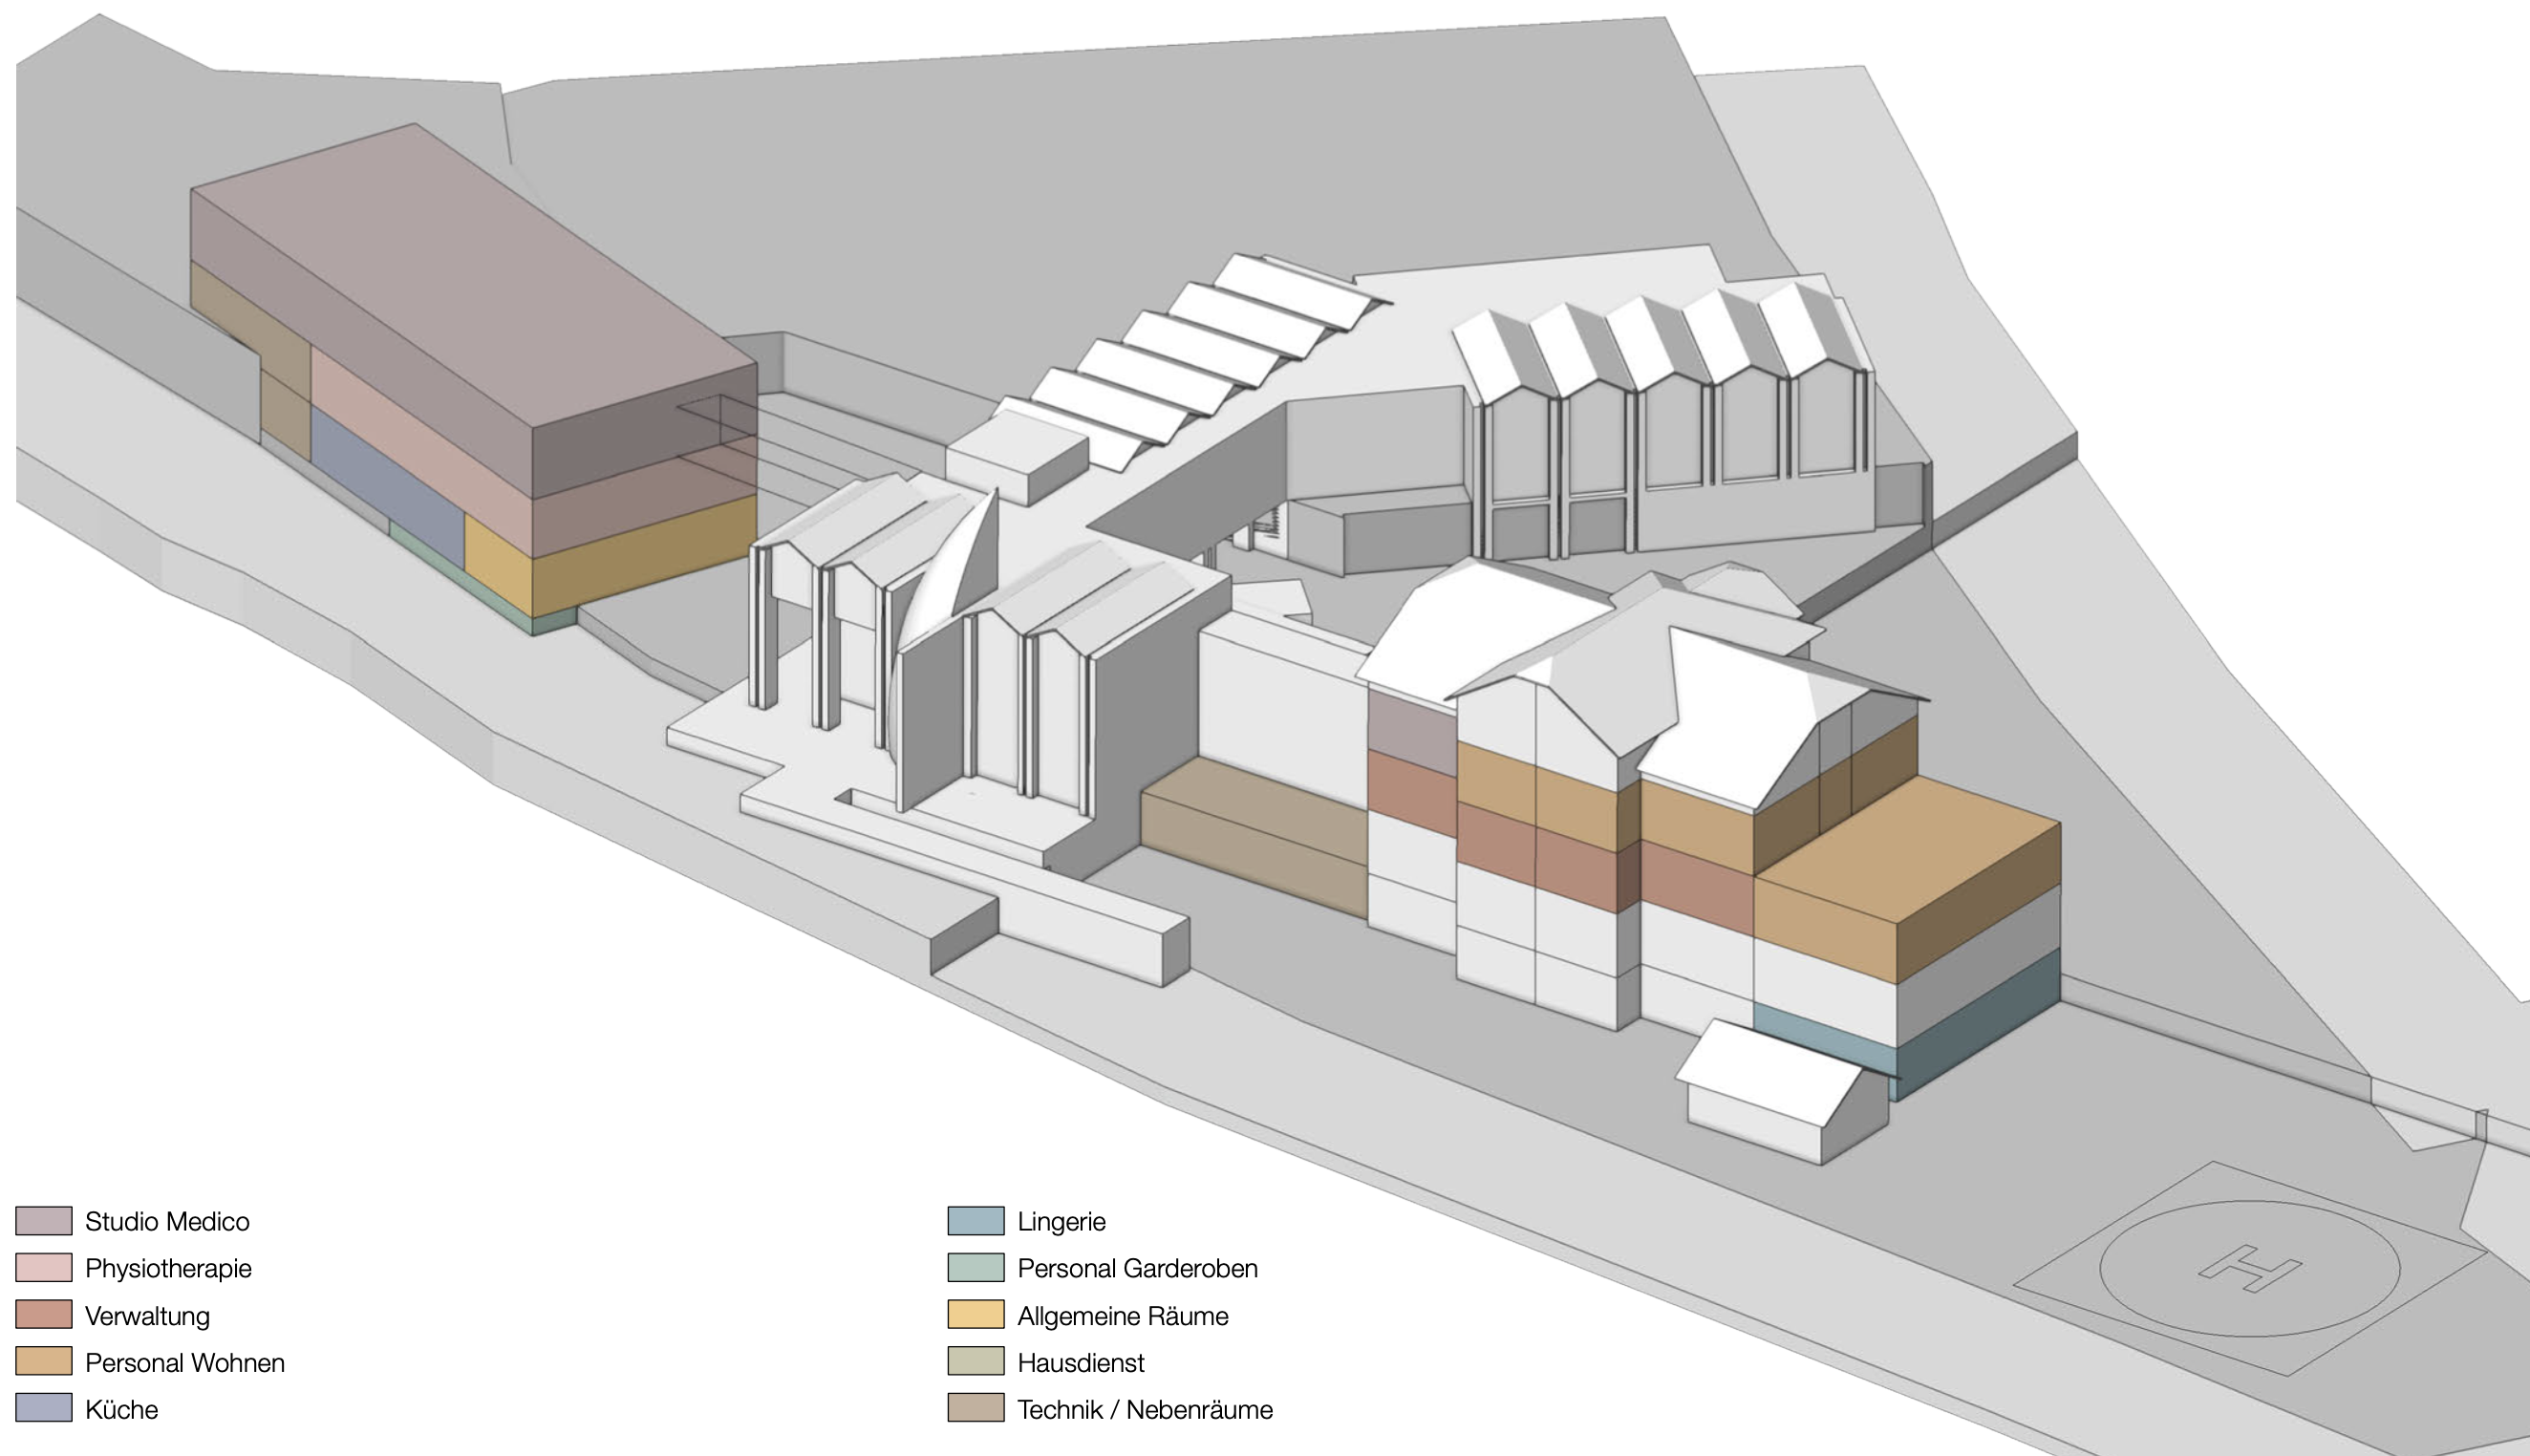 H
Studio Medico
Physiotherapie
Verwaltung
Personal Wohnen
Küche
Lingerie
Personal Garderoben
Allgemeine Räume
Hausdienst
Technik / Nebenräume